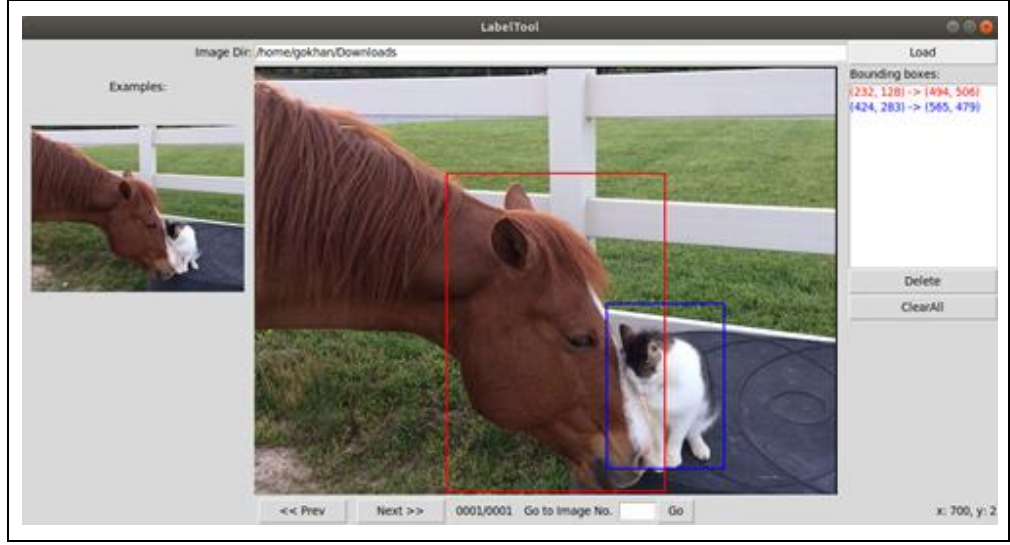 LabelTool
Image Dir: /home/gokhan/Downloads
Load
Examples:
Bounding boxes:
(232, 128) -> (494, 506)
(424, 283) -> (565, 479)
Delete
ClearAll
<< Prev
Next >>
0001/0001
Go to Image No.
Go
x: 700, y: 2